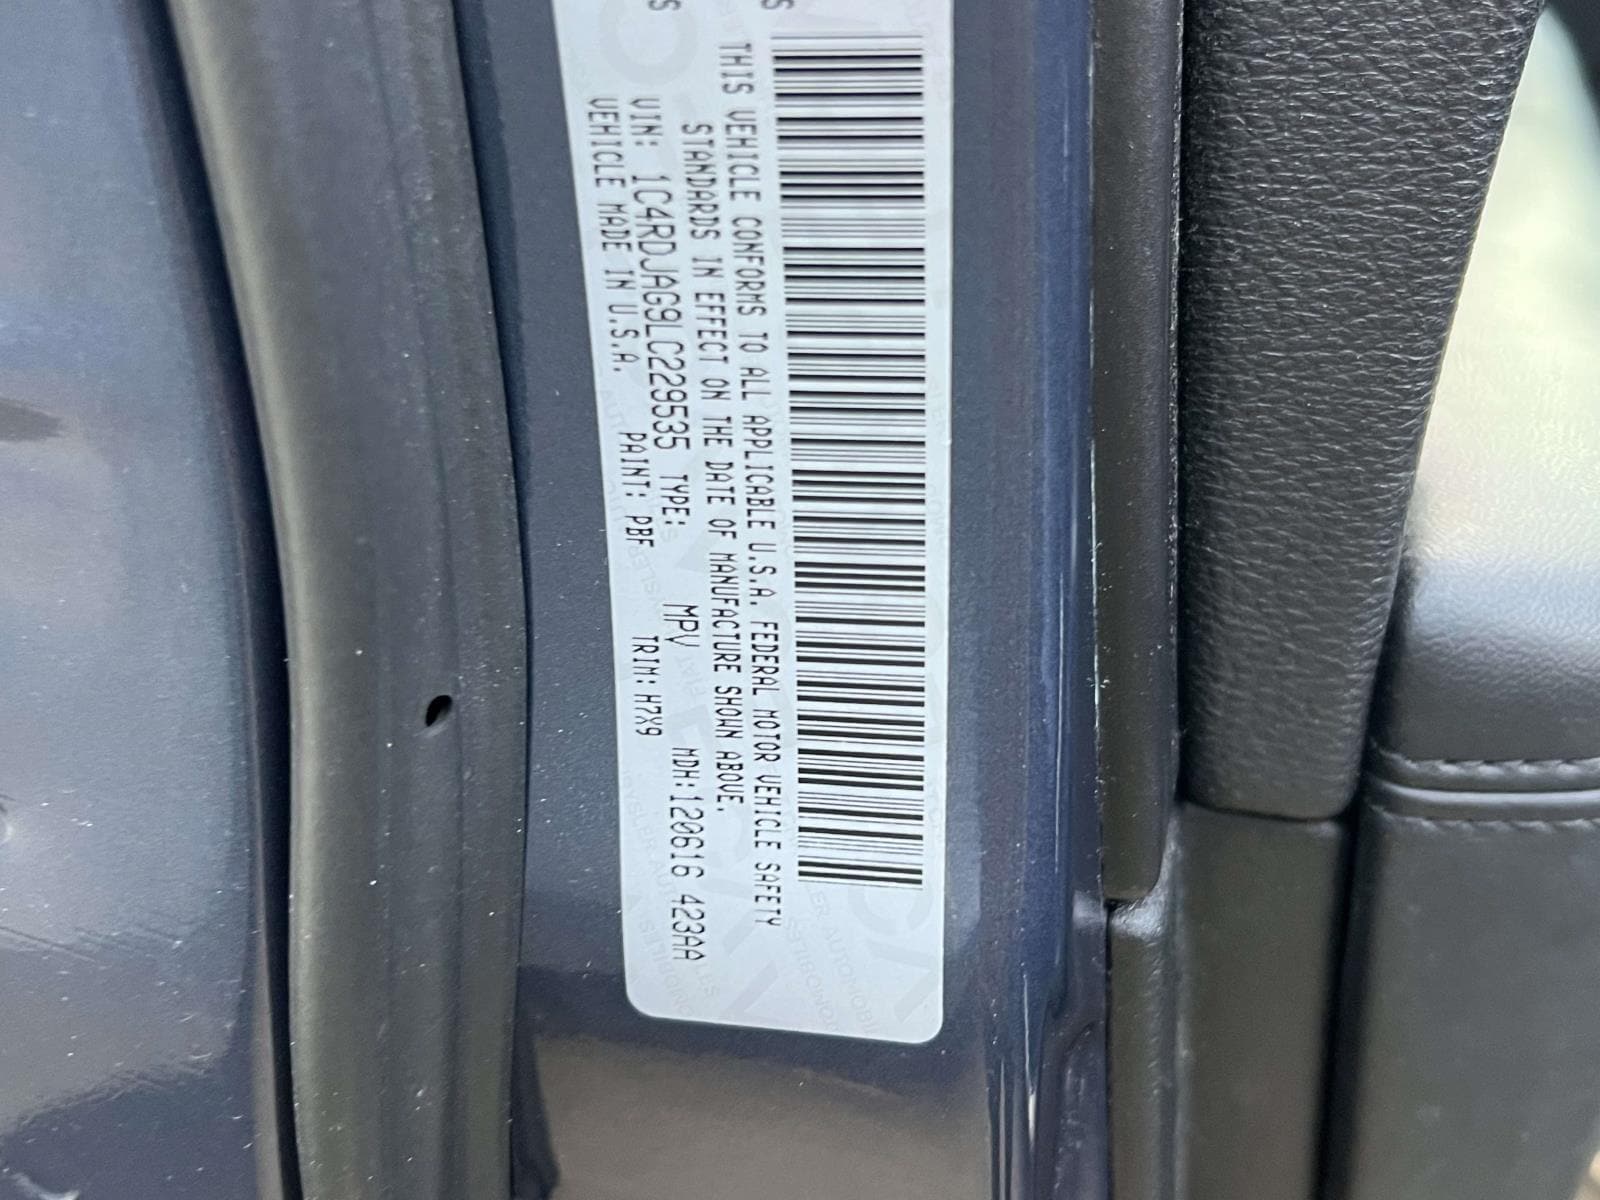 THIS VEHICLE CONFORMS TO ALL APPLICABLE U.S.A. FEDERAL MOTOR VEHICLE SAFETY
STANDARDS IN EFFECT ON THE DATE OF MANUFACTURE SHOWN ABOVE.
MDH:120616 423AA
VIN: 1C4RDJAG9LC229535 TYPE: MPV
VEHICLE MADE IN U.S.A. PAINT: PBF TRIM: H7X9